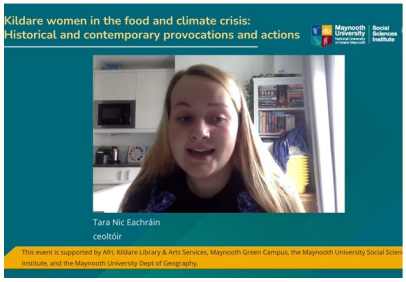 Kildare women in the food and climate crisis:
Historical and contemporary provocations and actions
Maynooth
University
National University
of Ireland Maynooth
Social
Sciences
Institute
Tara Nic Eachráin
ceoltóir
This event is supported by Afri, Kildare Library & Arts Services, Maynooth Green Campus, the Maynooth University Social Scien
Institute, and the Maynooth University Dept of Geography.